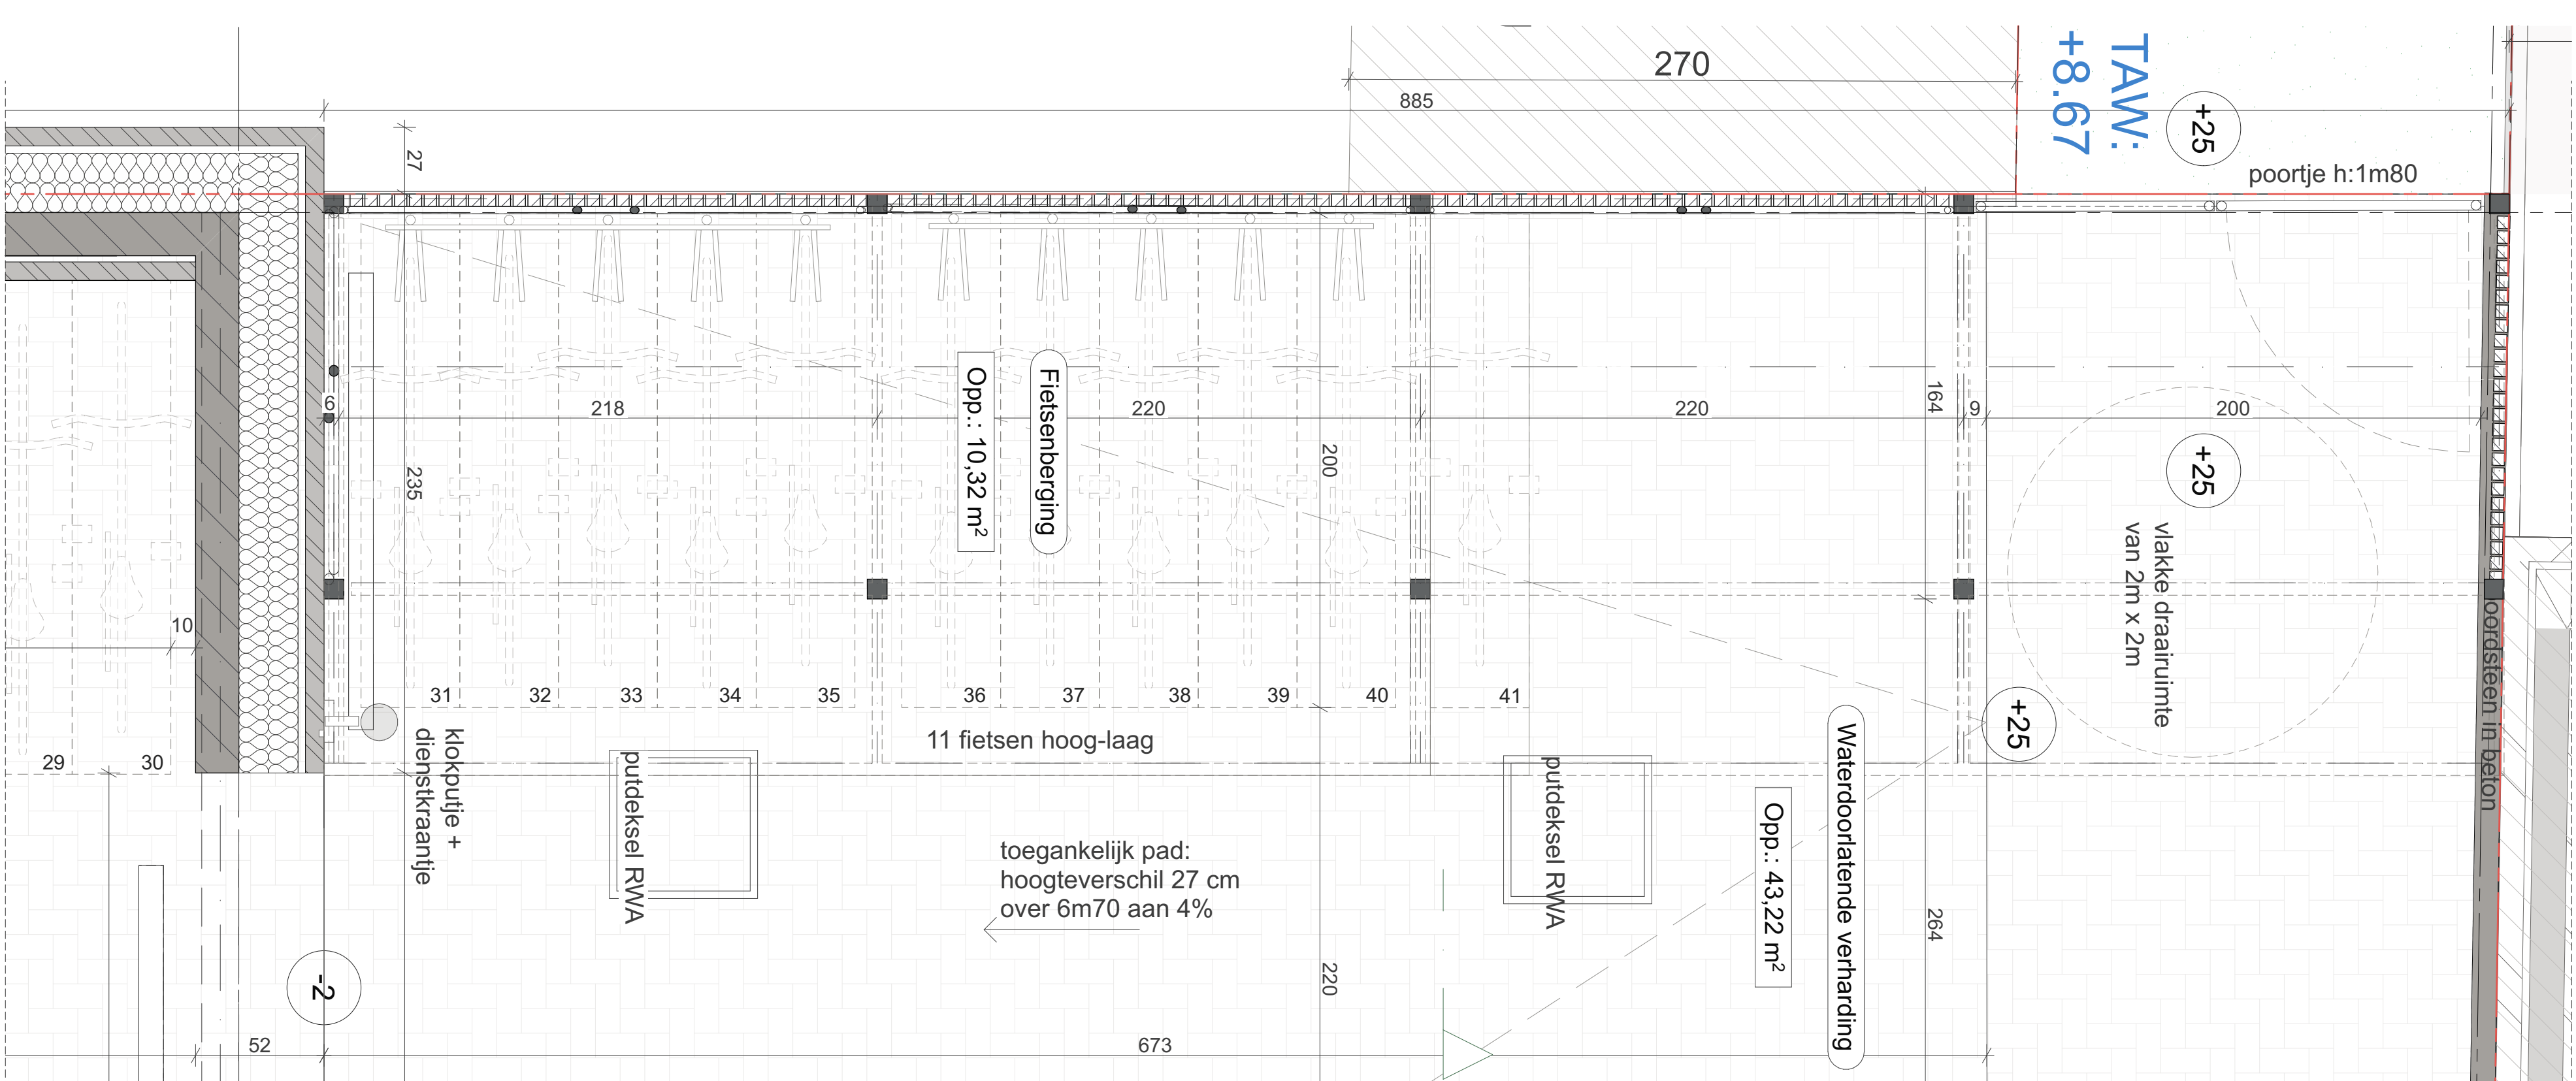 270
885
TAW:
+8.67
+25
poortje h:1m80
27
6
218
220
220
164
9
200
235
200
Opp.: 10,32 m²
Fietsenberging
+25
vlakke draairuimte
van 2m x 2m
10
31
32
33
34
35
36
37
38
39
40
41
29
30
klokputje +
dienstkraantje
11 fietsen hoog-laag
putdeksel RWA
putdeksel RWA
+25
Waterdoorlatende verharding
Opp.: 43,22 m²
toegankelijk pad:
hoogteverschil 27 cm
over 6m70 aan 4%
264
220
-2
52
673
oordsteen in beton